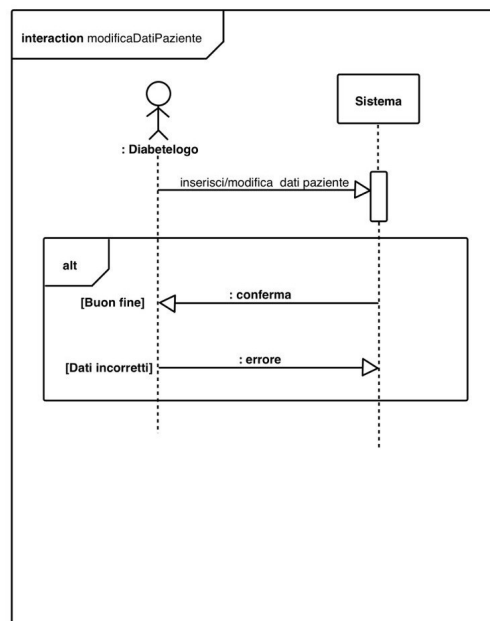 interaction modificaDatiPaziente
Sistema
: Diabetelogo
inserisci/modifica dati paziente
alt
[Buon fine]
: conferma
[Dati incorretti]
: errore